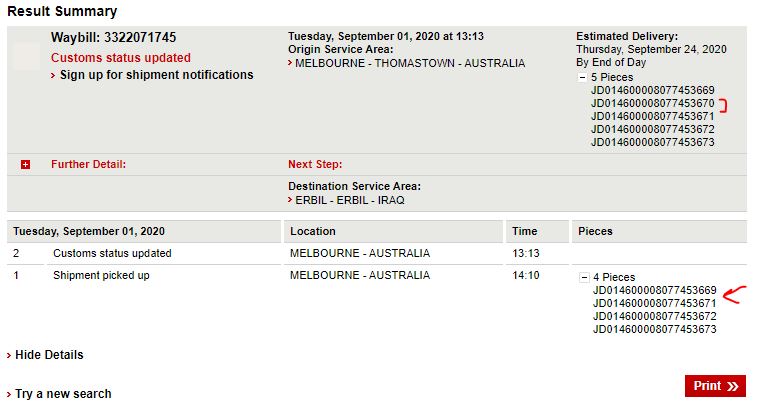 Result Summary
Waybill: 3322071745
Customs status updated
Sign up for shipment notifications
Tuesday, September 01, 2020 at 13:13
Origin Service Area:
MELBOURNE - THOMASTOWN - AUSTRALIA
Estimated Delivery:
Thursday, September 24, 2020
By End of Day
5 Pieces
JD014600008077453669
JD014600008077453670
JD014600008077453671
JD014600008077453672
JD014600008077453673
Further Detail: Next Step:
Destination Service Area:
ERBIL - ERBIL - IRAQ
Tuesday, September 01, 2020 Location Time Pieces
2 Customs status updated MELBOURNE - AUSTRALIA 13:13
1 Shipment picked up MELBOURNE - AUSTRALIA 14:10 4 Pieces
JD014600008077453669
JD014600008077453671
JD014600008077453672
JD014600008077453673
Hide Details
Print
Try a new search